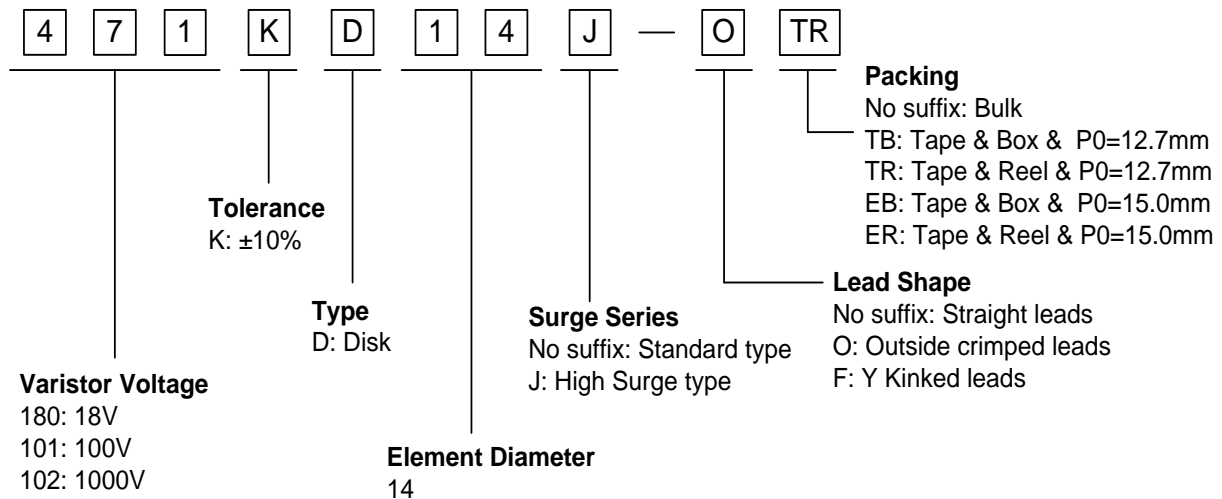 4 7 1 K D 1 4 J — O TR
Packing
No suffix: Bulk
TB: Tape & Box & P0=12.7mm
TR: Tape & Reel & P0=12.7mm
EB: Tape & Box & P0=15.0mm
ER: Tape & Reel & P0=15.0mm
Tolerance
K: ±10%
Lead Shape
No suffix: Straight leads
O: Outside crimped leads
F: Y Kinked leads
Type
D: Disk
Surge Series
No suffix: Standard type
J: High Surge type
Varistor Voltage
180: 18V
101: 100V
102: 1000V
Element Diameter
14